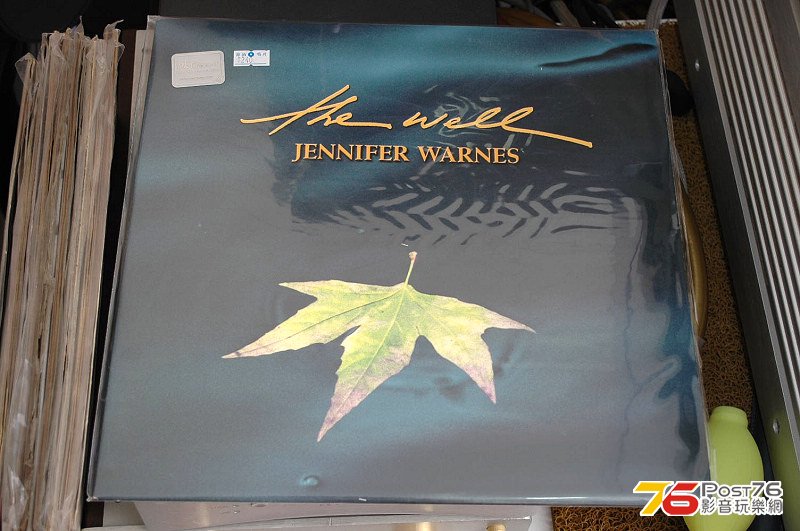 the well
JENNIFER WARNES
76 Post76
影音玩樂網